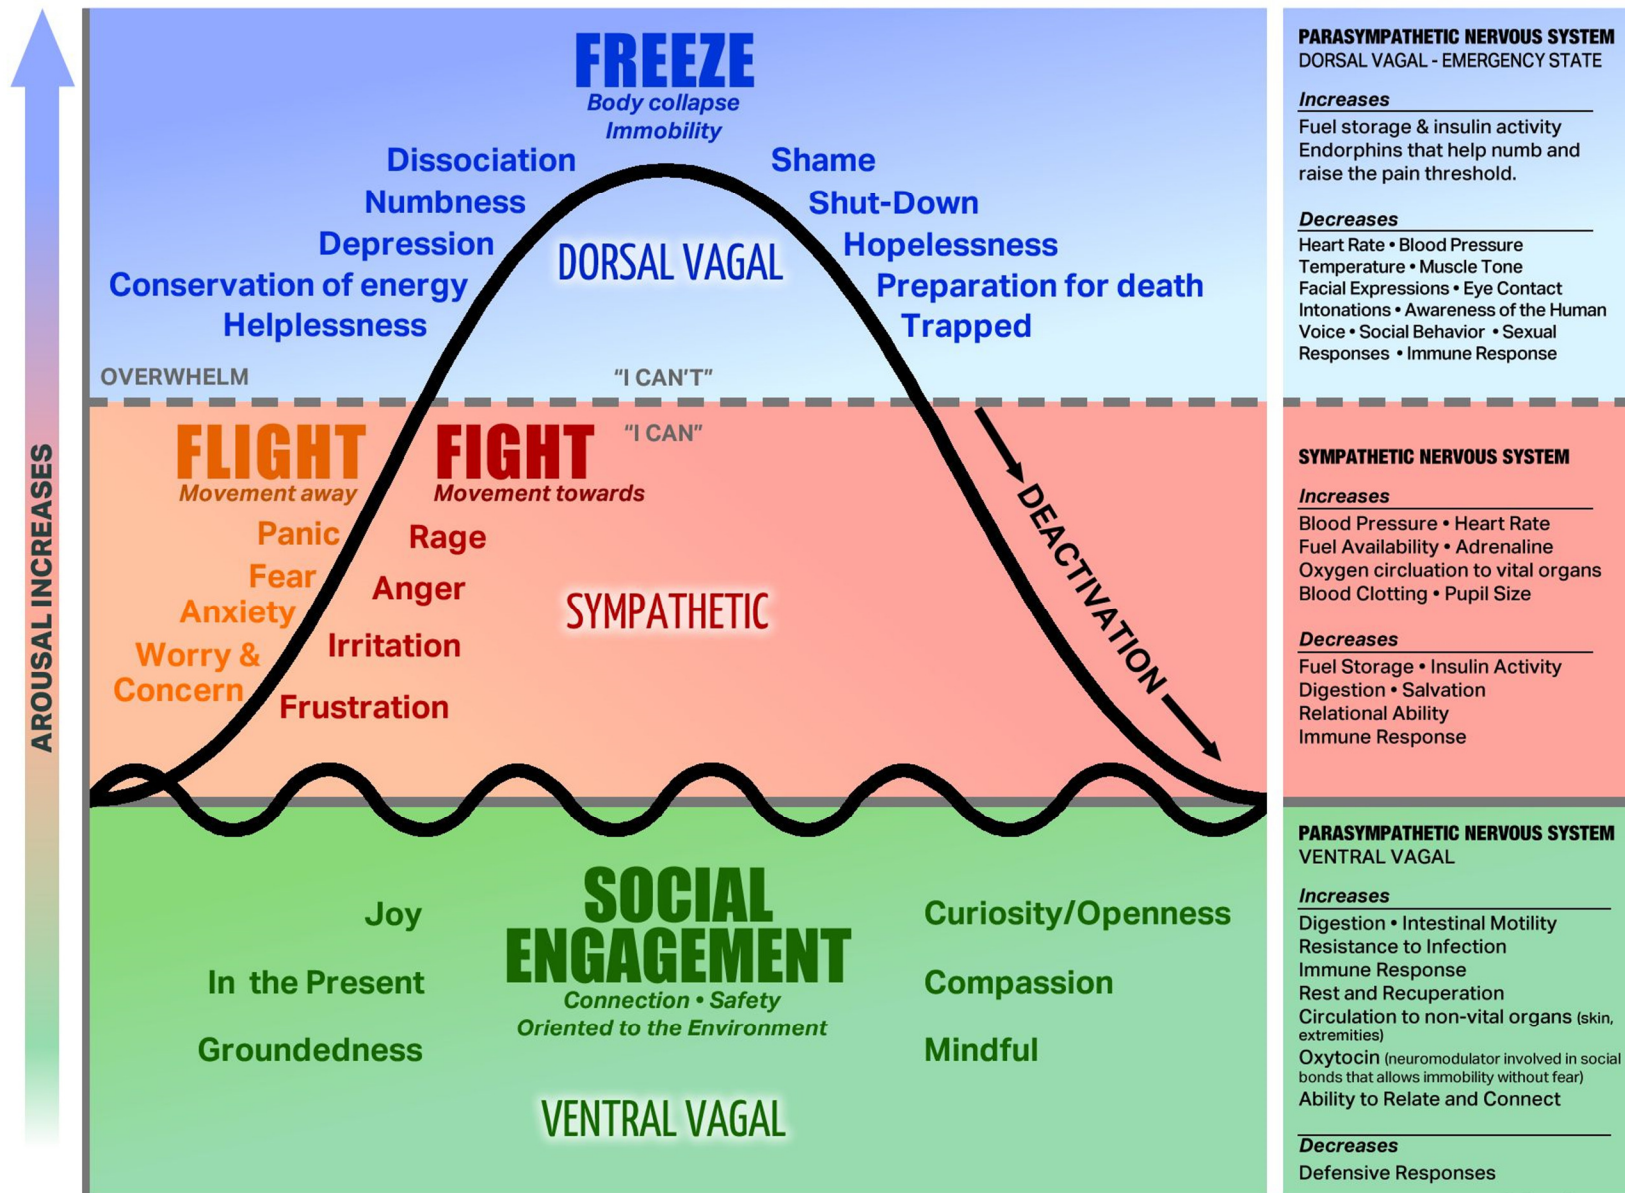 AROUSAL INCREASES
FREEZE
Body collapse
Immobility
Dissociation
Numbness
Depression
Conservation of energy
Helplessness
Shame
Shut-Down
Hopelessness
Preparation for death
Trapped
DORSAL VAGAL
OVERWHELM
“I CAN’T”
“I CAN”
FLIGHT
Movement away
Panic
Fear
Anxiety
Worry &
Concern
FIGHT
Movement towards
Rage
Anger
Irritation
Frustration
SYMPATHETIC
DEACTIVATION
SOCIAL
ENGAGEMENT
Connection • Safety
Oriented to the Environment
Joy
In the Present
Groundedness
Curiosity/Openness
Compassion
Mindful
VENTRAL VAGAL
PARASYMPATHETIC NERVOUS SYSTEM
DORSAL VAGAL - EMERGENCY STATE
Increases
Fuel storage & insulin activity
Endorphins that help numb and
raise the pain threshold.
Decreases
Heart Rate • Blood Pressure
Temperature • Muscle Tone
Facial Expressions • Eye Contact
Intonations • Awareness of the Human
Voice • Social Behavior • Sexual
Responses • Immune Response
SYMPATHETIC NERVOUS SYSTEM
Increases
Blood Pressure • Heart Rate
Fuel Availability • Adrenaline
Oxygen circluation to vital organs
Blood Clotting • Pupil Size
Decreases
Fuel Storage • Insulin Activity
Digestion • Salvation
Relational Ability
Immune Response
PARASYMPATHETIC NERVOUS SYSTEM
VENTRAL VAGAL
Increases
Digestion • Intestinal Motility
Resistance to Infection
Immune Response
Rest and Recuperation
Circulation to non-vital organs (skin,
extremities)
Oxytocin (neuromodulator involved in social
bonds that allows immobility without fear)
Ability to Relate and Connect
Decreases
Defensive Responses